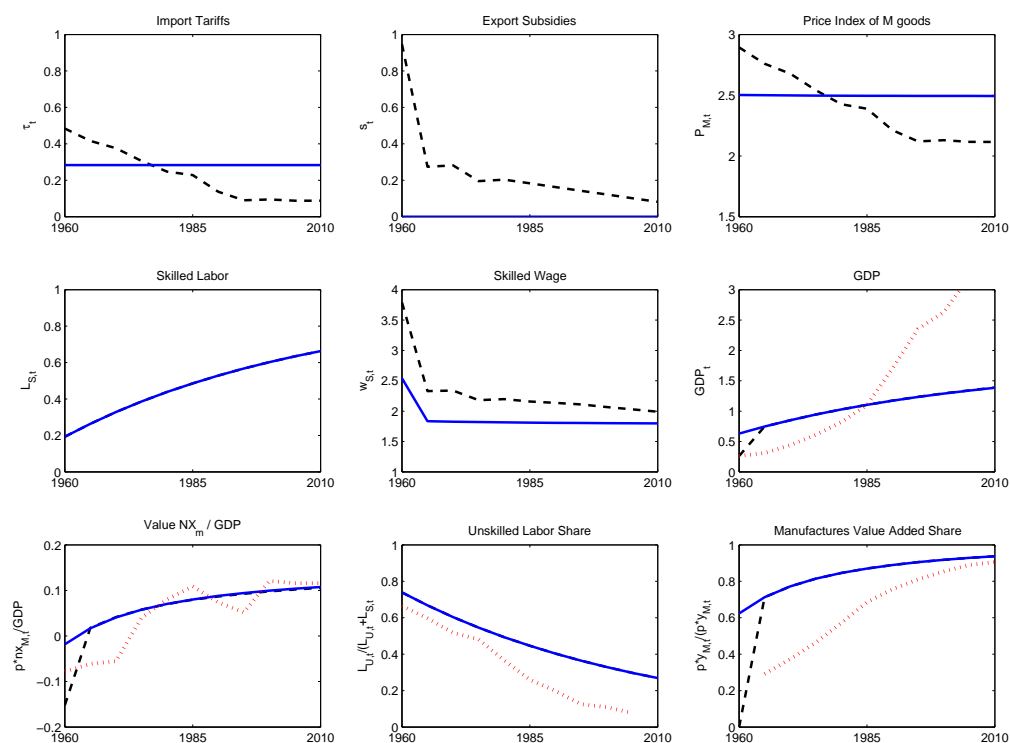 Import Tariffs
τt
1
0.8
0.6
0.4
0.2
0
1960 1985 2010
Export Subsidies
st
1
0.8
0.6
0.4
0.2
0
1960 1985 2010
Price Index of M goods
PM,t
3
2.5
2
1.5
1960 1985 2010
Skilled Labor
LS,t
1
0.8
0.6
0.4
0.2
0
1960 1985 2010
Skilled Wage
wS,t
4
3.5
3
2.5
2
1.5
1
1960 1985 2010
GDP
GDPt
3
2.5
2
1.5
1
0.5
0
1960 1985 2010
Value NXm / GDP
p*nxM,t/GDP
0.2
0.1
0
−0.1
−0.2
1960 1985 2010
Unskilled Labor Share
LU,t/(LU,t+LS,t
1
0.8
0.6
0.4
0.2
0
1960 1985 2010
Manufactures Value Added Share
p*yM,t/(p*yM,t
1
0.8
0.6
0.4
0.2
0
1960 1985 2010